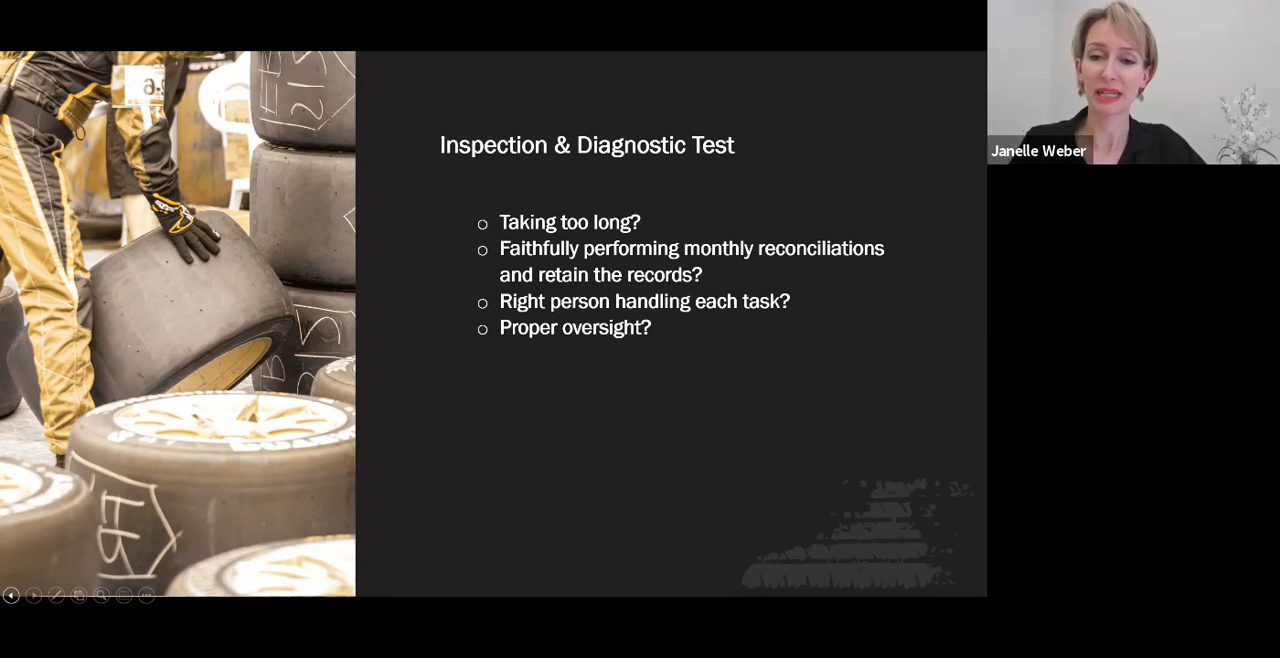 Inspection & Diagnostic Test
○ Taking too long?
○ Faithfully performing monthly reconciliations
and retain the records?
○ Right person handling each task?
○ Proper oversight?
Janelle Weber